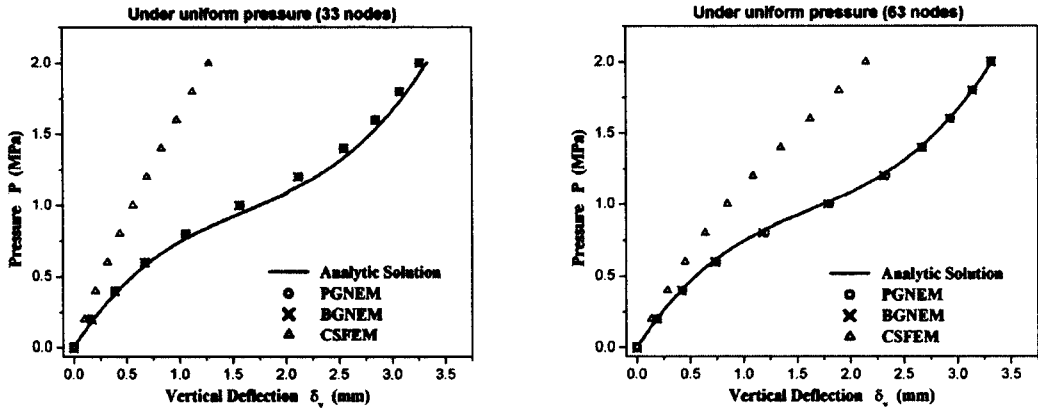 Under uniform pressure (33 nodes)
Pressure P (MPa)
2.0
1.5
1.0
0.5
0.0
Analytic Solution
PGNEM
BGNEM
CSFEM
0.0 0.5 1.0 1.5 2.0 2.5 3.0 3.5
Vertical Deflection δᵥ (mm)
Under uniform pressure (63 nodes)
Pressure P (MPa)
2.0
1.5
1.0
0.5
0.0
Analytic Solution
PGNEM
BGNEM
CSFEM
0.0 0.5 1.0 1.5 2.0 2.5 3.0 3.5
Vertical Deflection δᵥ (mm)